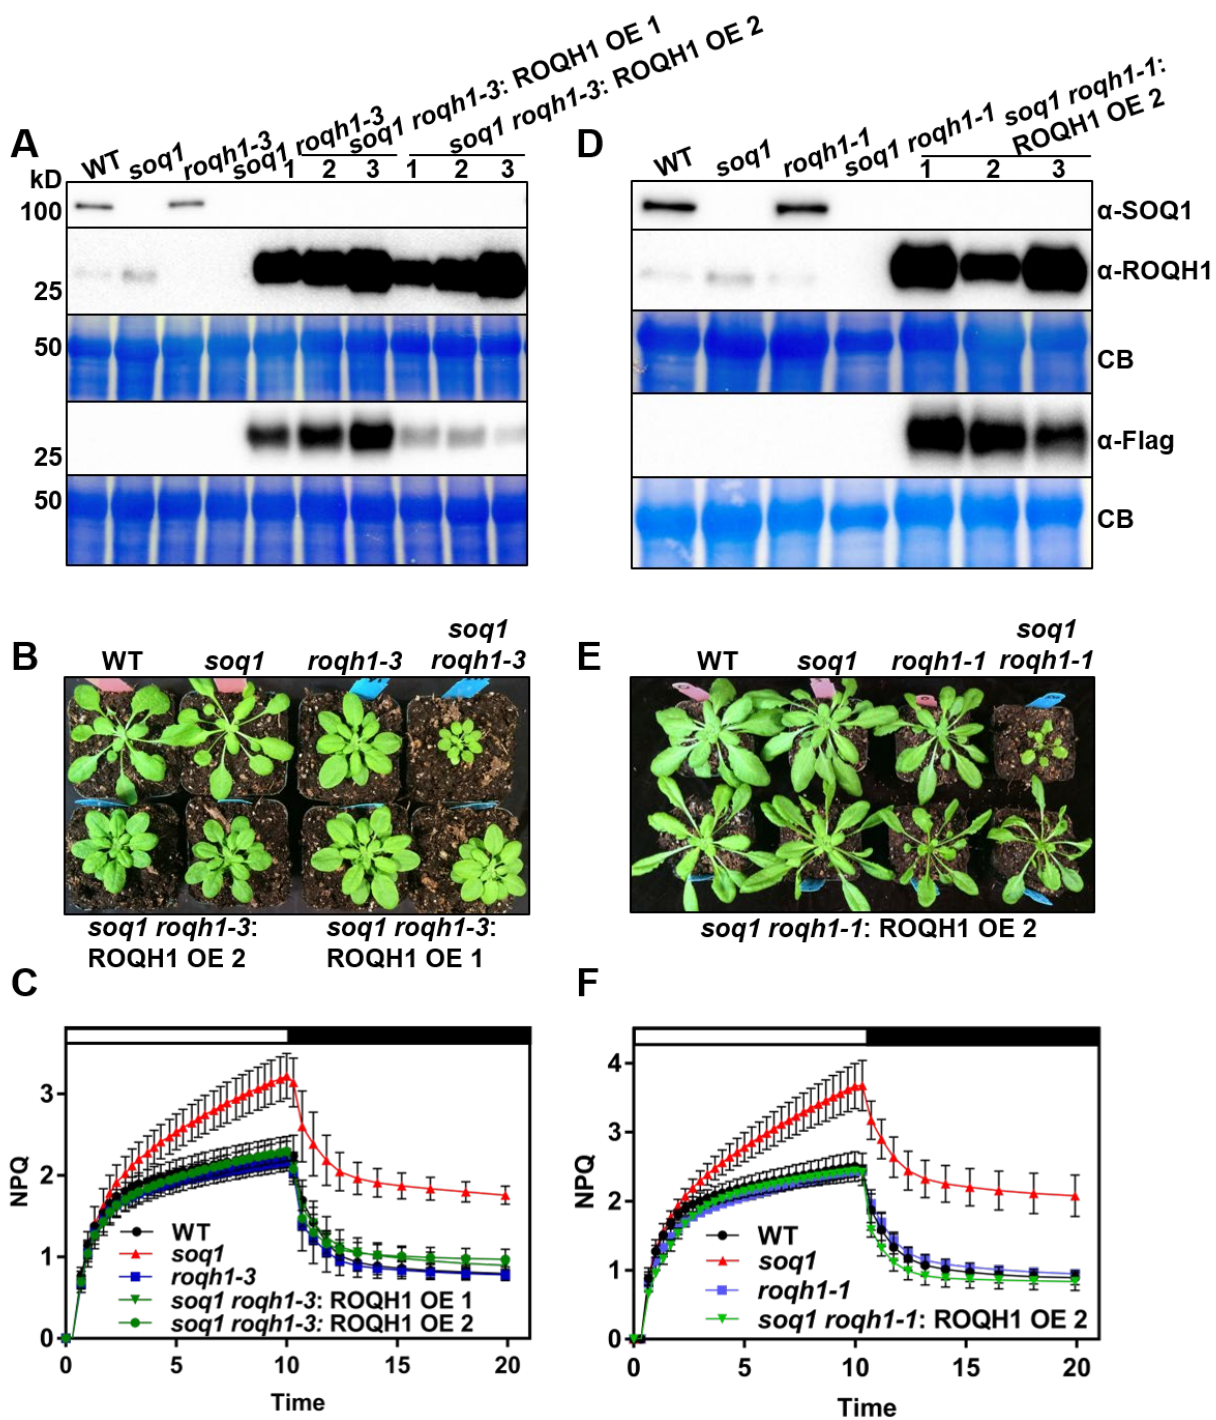 A
WT
soq1
roqh1-3
soq1 roqh1-3
soq1 roqh1-3: ROQH1 OE 1
soq1 roqh1-3: ROQH1 OE 2
1 2 3 1 2 3
kD
100
25
50
25
50
D
WT
soq1
roqh1-1
soq1 roqh1-1
soq1 roqh1-1:
ROQH1 OE 2
1 2 3
α-SOQ1
α-ROQH1
CB
α-Flag
CB
B
WT soq1 roqh1-3 soq1
roqh1-3
soq1 roqh1-3:
ROQH1 OE 2
soq1 roqh1-3:
ROQH1 OE 1
E
WT soq1 roqh1-1 soq1
roqh1-1
soq1 roqh1-1: ROQH1 OE 2
C
NPQ
3
2
1
0
WT
soq1
roqh1-3
soq1 roqh1-3: ROQH1 OE 1
soq1 roqh1-3: ROQH1 OE 2
0 5 10 15 20
Time
F
NPQ
4
3
2
1
0
WT
soq1
roqh1-1
soq1 roqh1-1: ROQH1 OE 2
0 5 10 15 20
Time